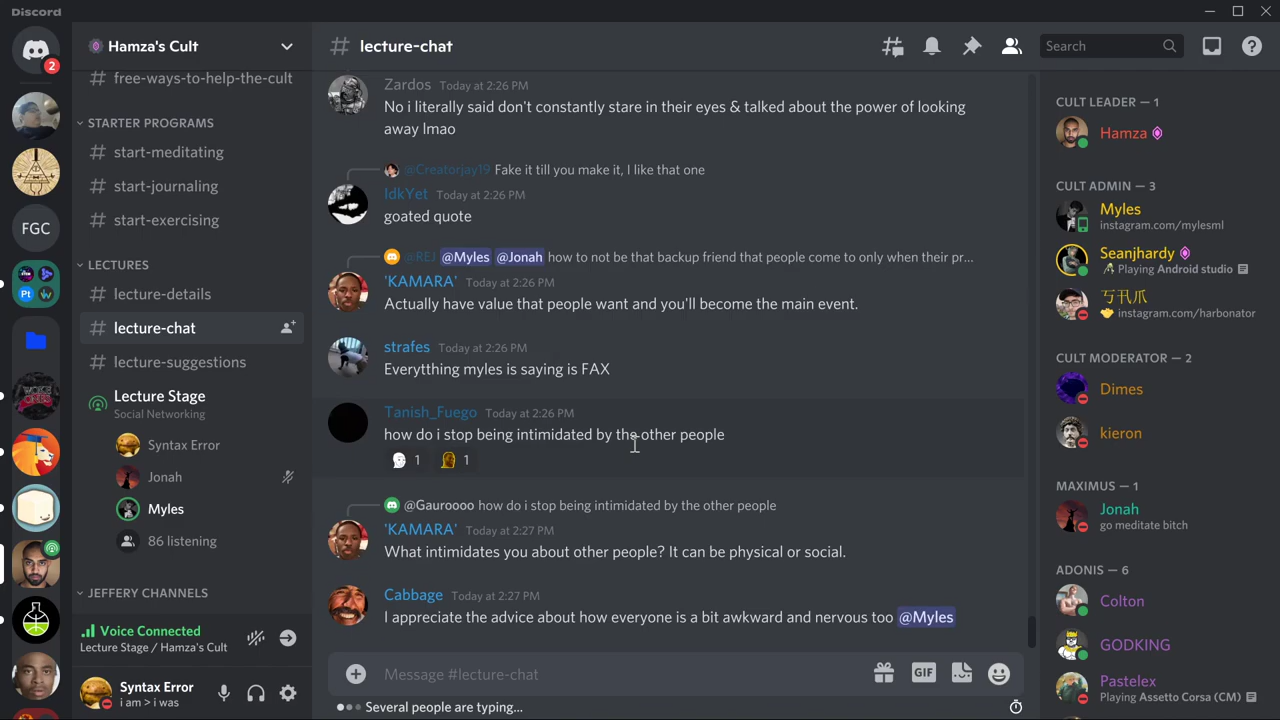 Discord
2
FGC
Hamza's Cult
free-ways-to-help-the-cult
STARTER PROGRAMS
# start-meditating
# start-journaling
# start-exercising
LECTURES
# lecture-details
# lecture-chat
# lecture-suggestions
Lecture Stage
Social Networking
Syntax Error
Jonah
Myles
86 listening
JEFFERY CHANNELS
Voice Connected
Lecture Stage / Hamza's Cult
Syntax Error
i am > i was
# lecture-chat
Search
Zardos Today at 2:26 PM
No i literally said don't constantly stare in their eyes & talked about the power of looking
away lmao
@Creatorjay19 Fake it till you make it, I like that one
IdkYet Today at 2:26 PM
goated quote
#REJ @Myles @Jonah how to not be that backup friend that people come to only when their pr...
'KAMARA' Today at 2:26 PM
Actually have value that people want and you'll become the main event.
strafes Today at 2:26 PM
Everytthing myles is saying is FAX
Tanish_Fuego Today at 2:26 PM
how do i stop being intimidated by the other people
1 1
@Gauroooo how do i stop being intimidated by the other people
'KAMARA' Today at 2:27 PM
What intimidates you about other people? It can be physical or social.
Cabbage Today at 2:27 PM
I appreciate the advice about how everyone is a bit awkward and nervous too @Myles
Message #lecture-chat
GIF
Several people are typing...
CULT LEADER — 1
Hamza
CULT ADMIN — 3
Myles
instagram.com/mylesml
Seanjhardy
Playing Android studio
instagram.com/harbonator
CULT MODERATOR — 2
Dimes
kieron
MAXIMUS — 1
Jonah
go meditate bitch
ADONIS — 6
Colton
GODKING
Pastelex
Playing Assetto Corsa (CM)